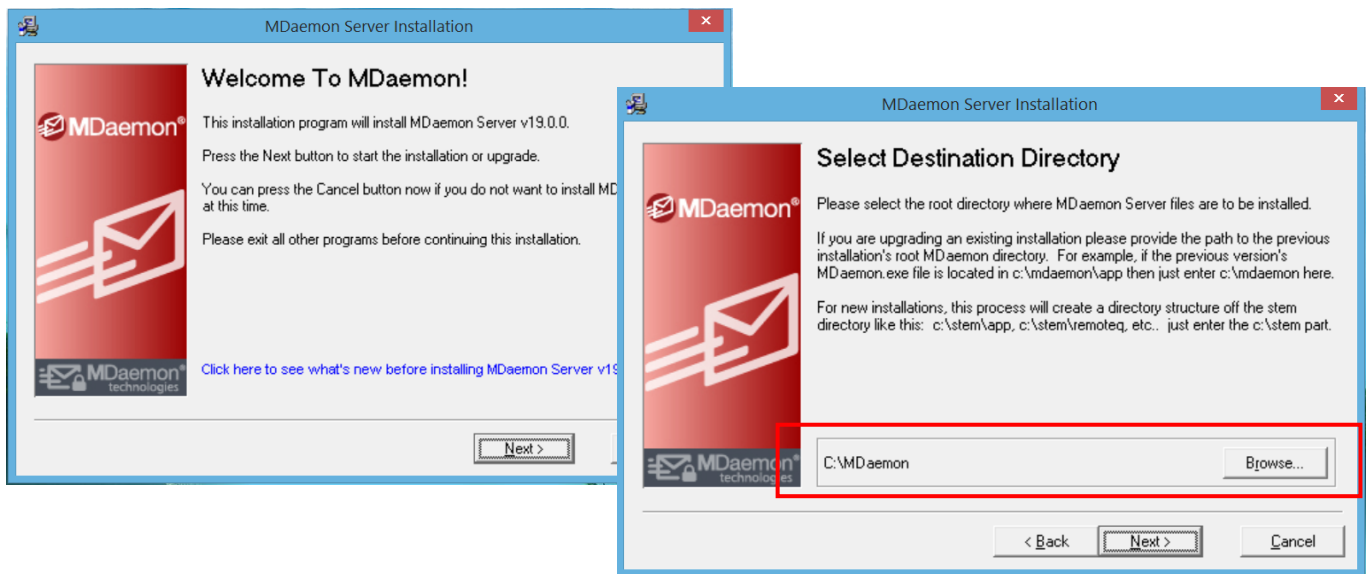 MDaemon Server Installation
Welcome To MDaemon!
MDaemon®
This installation program will install MDaemon Server v19.0.0.
Press the Next button to start the installation or upgrade.
You can press the Cancel button now if you do not want to install MD
at this time.
Please exit all other programs before continuing this installation.
Click here to see what's new before installing MDaemon Server v19
MDaemon®
technologies
Next >
MDaemon Server Installation
Select Destination Directory
MDaemon®
Please select the root directory where MDaemon Server files are to be installed.
If you are upgrading an existing installation please provide the path to the previous
installation's root MDaemon directory. For example, if the previous version's
MDaemon.exe file is located in c:\mdaemon\app then just enter c:\mdaemon here.
For new installations, this process will create a directory structure off the stem
directory like this: c:\stem\app, c:\stem\remoteq, etc.. just enter the c:\stem part.
MDaemon®
technologies
C:\MDaemon
Browse...
< Back
Next >
Cancel